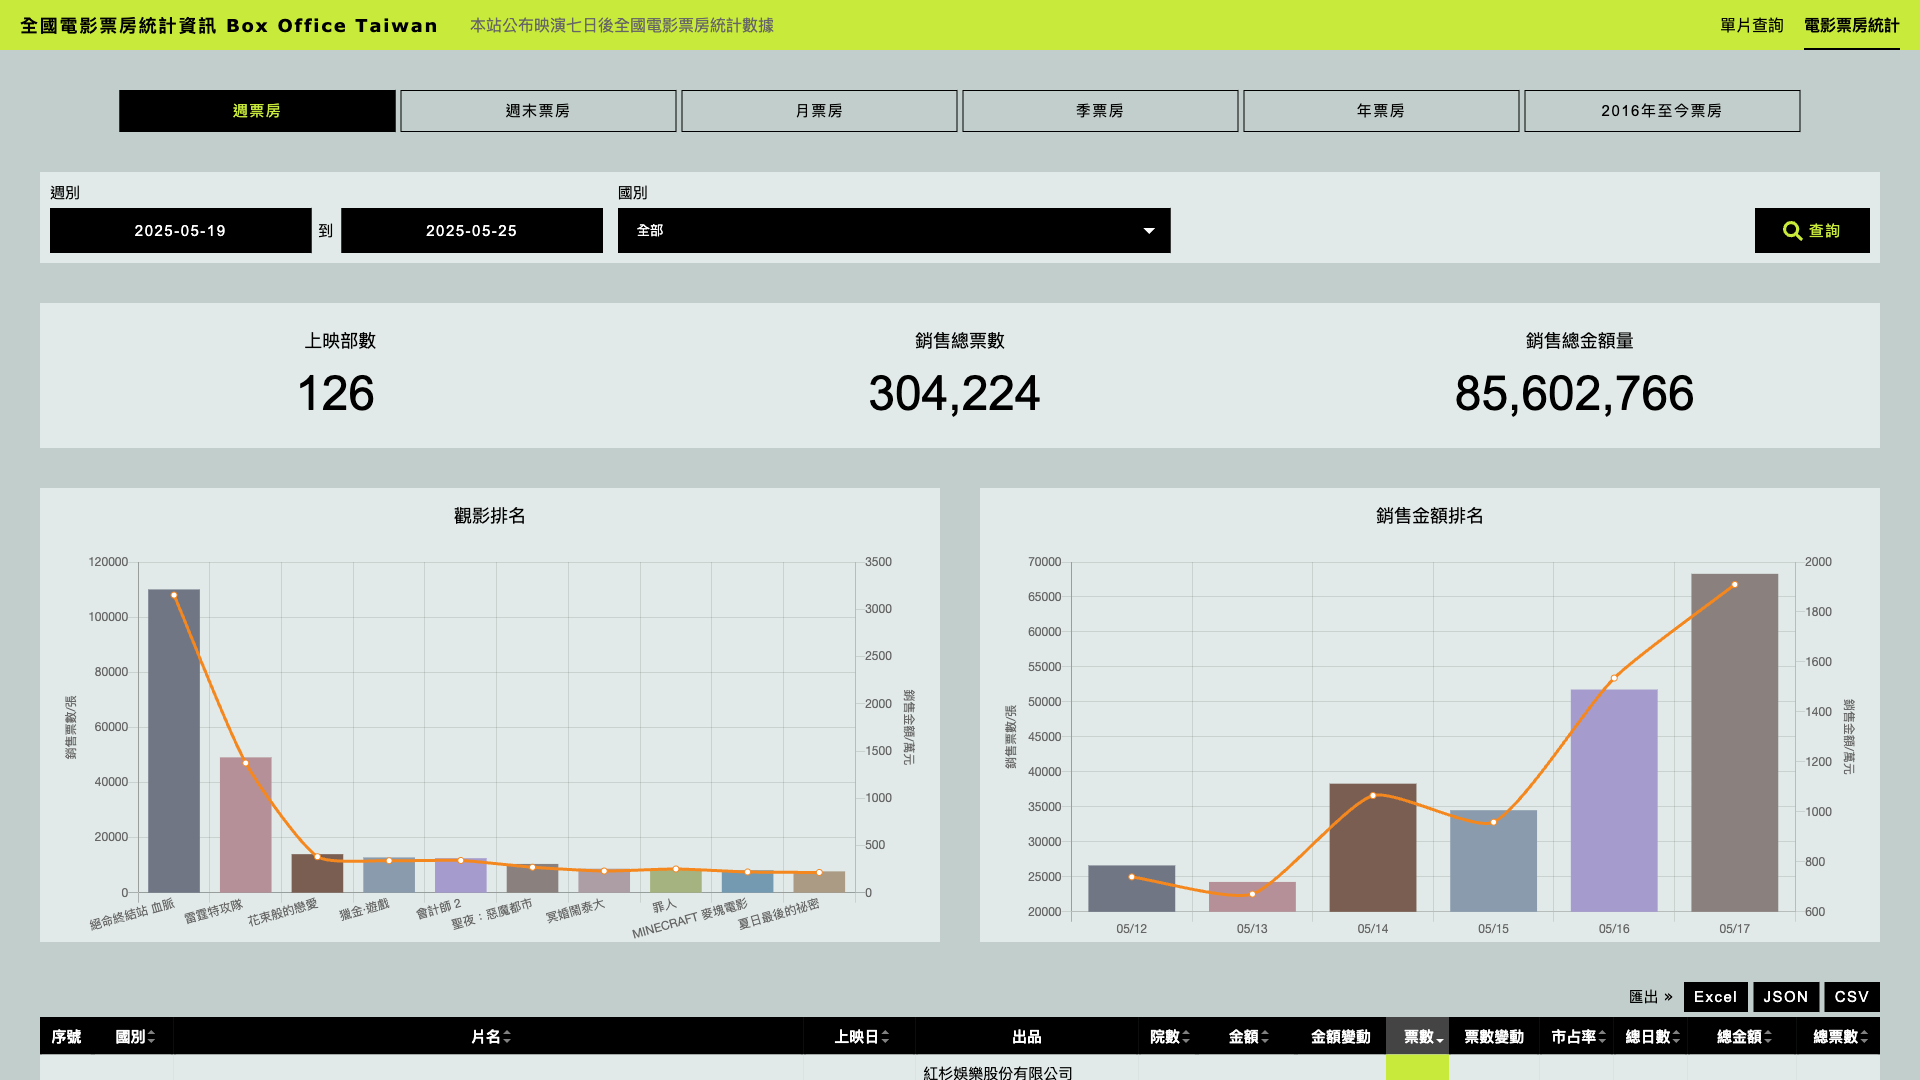 全國電影票房統計資訊 Box Office Taiwan 本站公布映演七日後全國電影票房統計數據 單片查詢 電影票房統計
週票房 週末票房 月票房 季票房 年票房 2016年至今票房
週別 國別
2025-05-19 到 2025-05-25 全部 查詢
上映部數 銷售總票數 銷售總金額量
126 304,224 85,602,766
觀影排名
120000
100000
80000
60000
40000
20000
0
銷售票數/張
3500
3000
2500
2000
1500
1000
500
0
銷售金額/萬元
絕命終結站 血脈
雷霆特攻隊
花束般的戀愛
獵金·遊戲
會計師 2
聖夜：惡魔都市
冥婚鬧泰大
罪人
MINECRAFT 麥塊電影
夏日最後的祕密
銷售金額排名
70000
65000
60000
55000
50000
45000
40000
35000
30000
25000
20000
銷售票數/張
2000
1800
1600
1400
1200
1000
800
600
銷售金額/萬元
05/12 05/13 05/14 05/15 05/16 05/17
匯出 » Excel JSON CSV
序號 國別 片名 上映日 出品 院數 金額 金額變動 票數 票數變動 市占率 總日數 總金額 總票數
紅杉娛樂股份有限公司